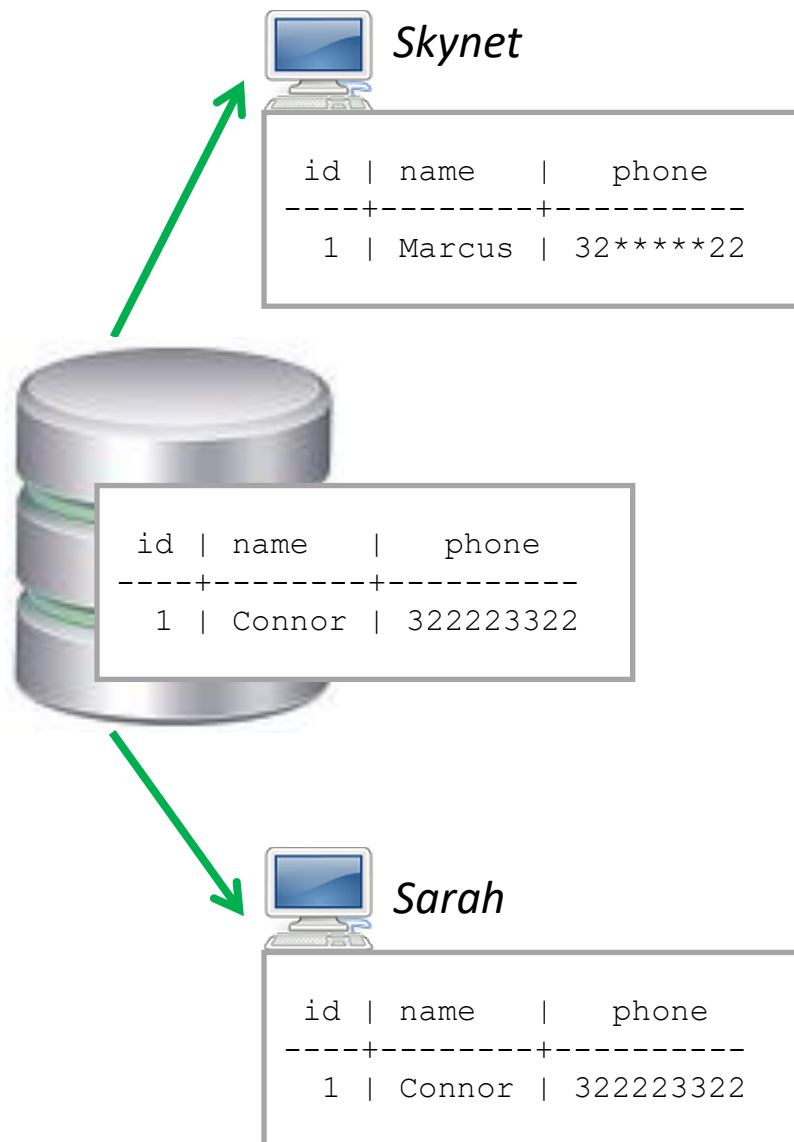 Skynet
id | name   |   phone
----+--------+----------
1 | Marcus | 32*****22
id | name   |   phone
----+--------+----------
1 | Connor | 322223322
Sarah
id | name   |   phone
----+--------+----------
1 | Connor | 322223322